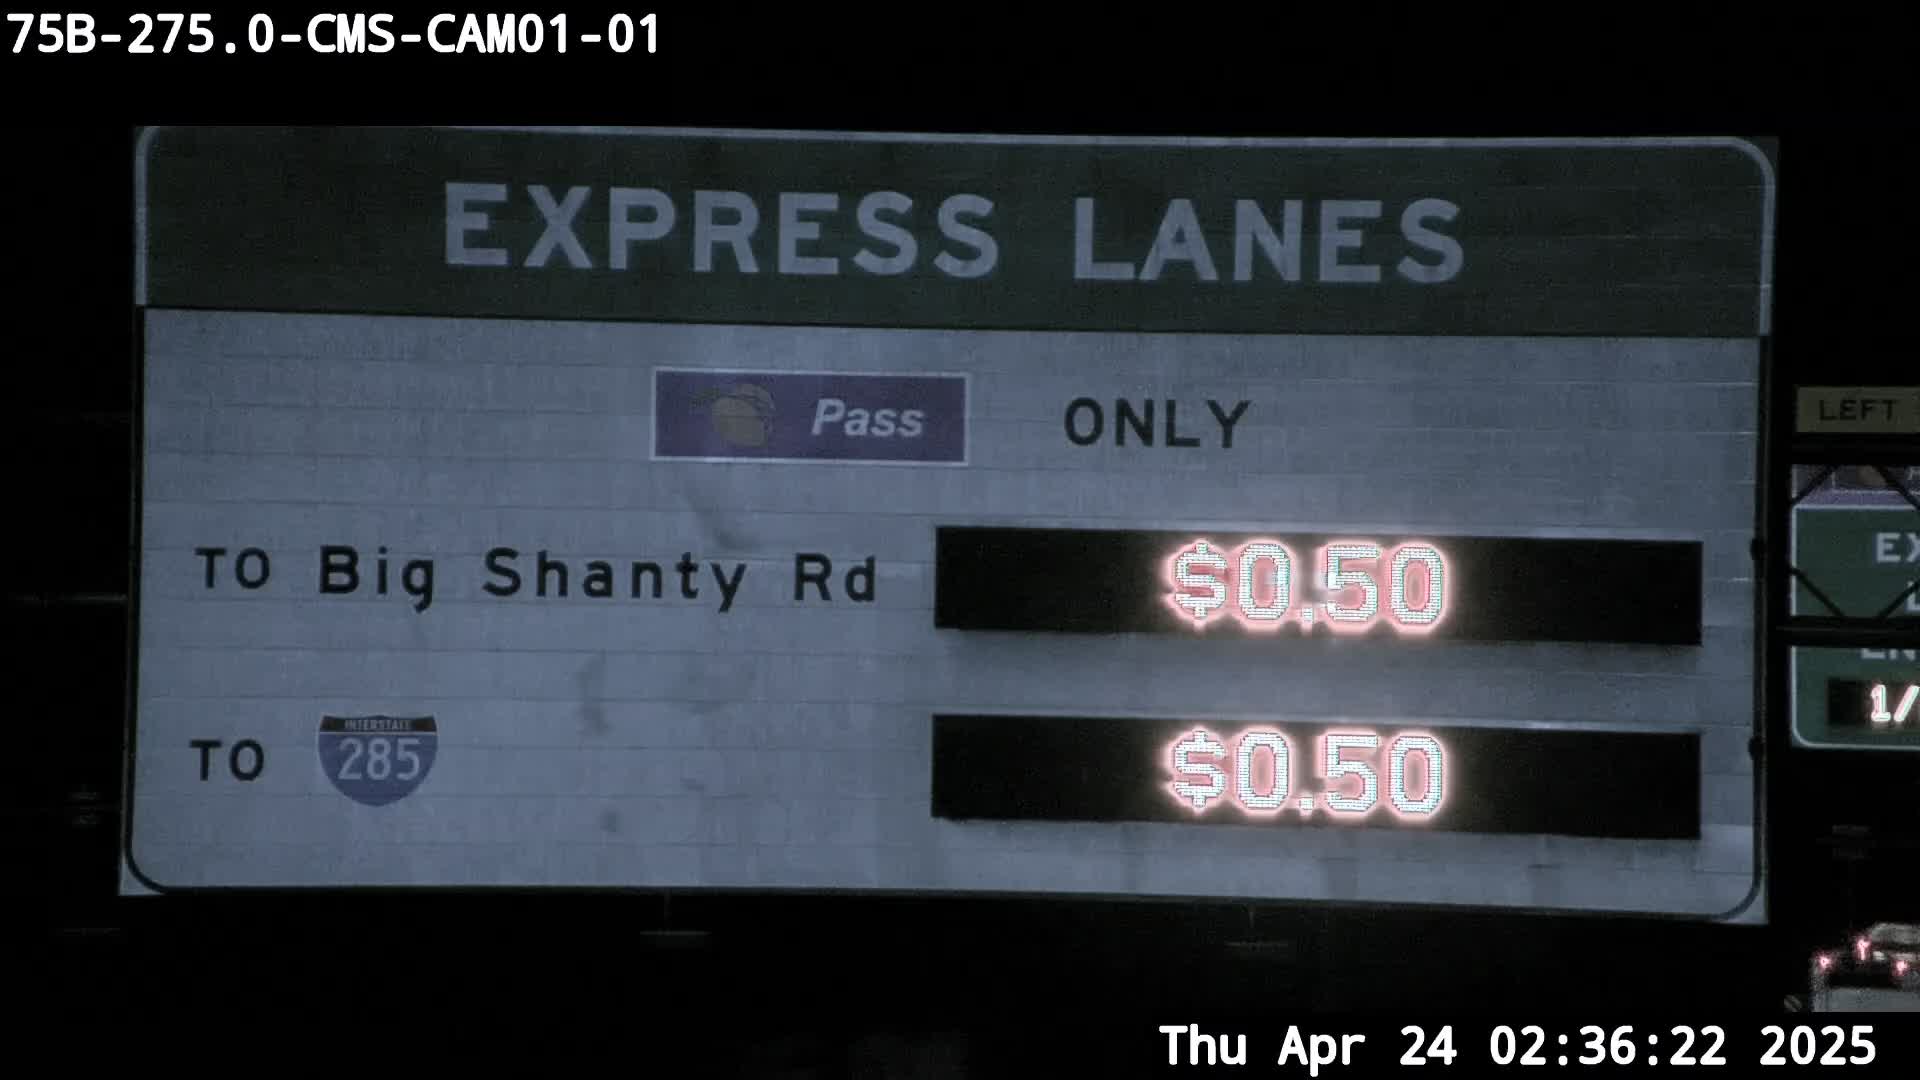 75B-275.0-CMS-CAM01-01
EXPRESS LANES
Pass ONLY
TO Big Shanty Rd $0.50
TO INTERSTATE 285 $0.50
LEFT
1/
Thu Apr 24 02:36:22 2025